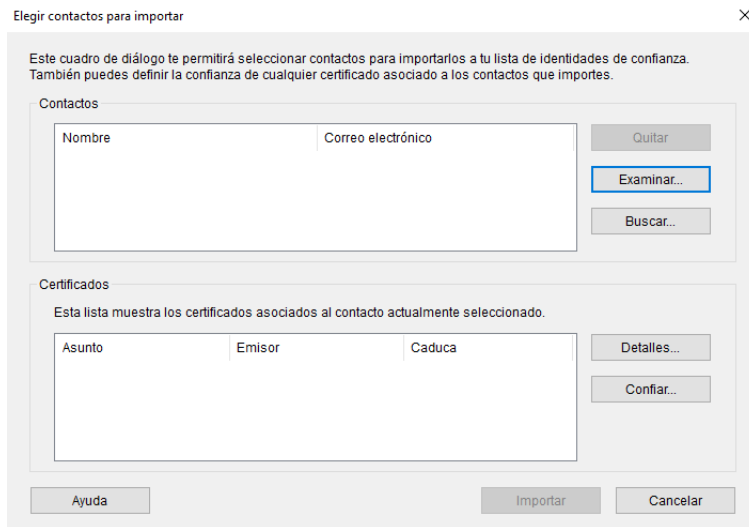 Elegir contactos para importar
Este cuadro de diálogo te permitirá seleccionar contactos para importarlos a tu lista de identidades de confianza.
También puedes definir la confianza de cualquier certificado asociado a los contactos que importes.
Contactos
Nombre Correo electrónico
Quitar
Examinar...
Buscar...
Certificados
Esta lista muestra los certificados asociados al contacto actualmente seleccionado.
Asunto Emisor Caduca
Detalles...
Confiar...
Ayuda Importar Cancelar